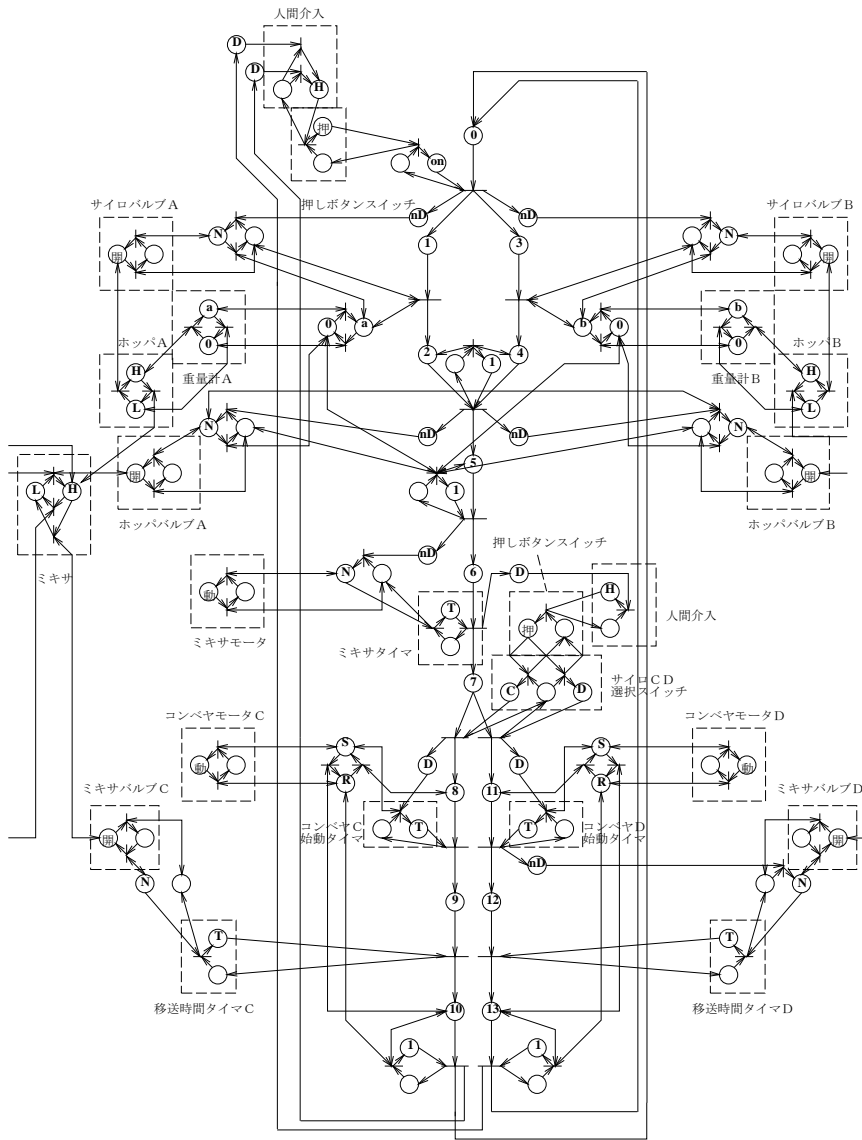 人間介入
D
D
H
押
0
on
サイロバルブA
押しボタンスイッチ
サイロバルブB
nD
nD
N
1
3
N
開
開
a
b
0
a
b
0
ホッパA
0
0
ホッパB
2
4
H
1
H
重量計A
重量計B
L
L
N
nD
nD
N
5
開
開
L
H
1
ホッパバルブA
ホッパバルブB
nD
押しボタンスイッチ
ミキサ
N
6
D
動
H
T
押
人間介入
ミキサモータ
ミキサタイマ
7
C
D
サイロCD
選択スイッチ
コンベヤモータC
コンベヤモータD
S
S
動
D
D
動
ミキサバルブC
R
R
ミキサバルブD
8
11
T
T
開
コンベヤC
始動タイマ
コンベヤD
始動タイマ
開
nD
N
N
9
12
T
T
移送時間タイマC
10
13
移送時間タイマD
1
1